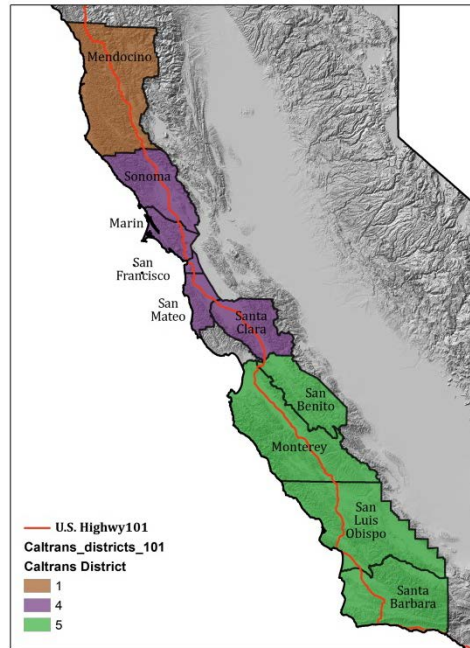 Mendocino
Sonoma
Marin
San
Francisco
San
Mateo
Santa
Clara
San
Benito
Monterey
San
Luis
Obispo
Santa
Barbara
U.S. Highwy101
Caltrans_districts_101
Caltrans District
1
4
5